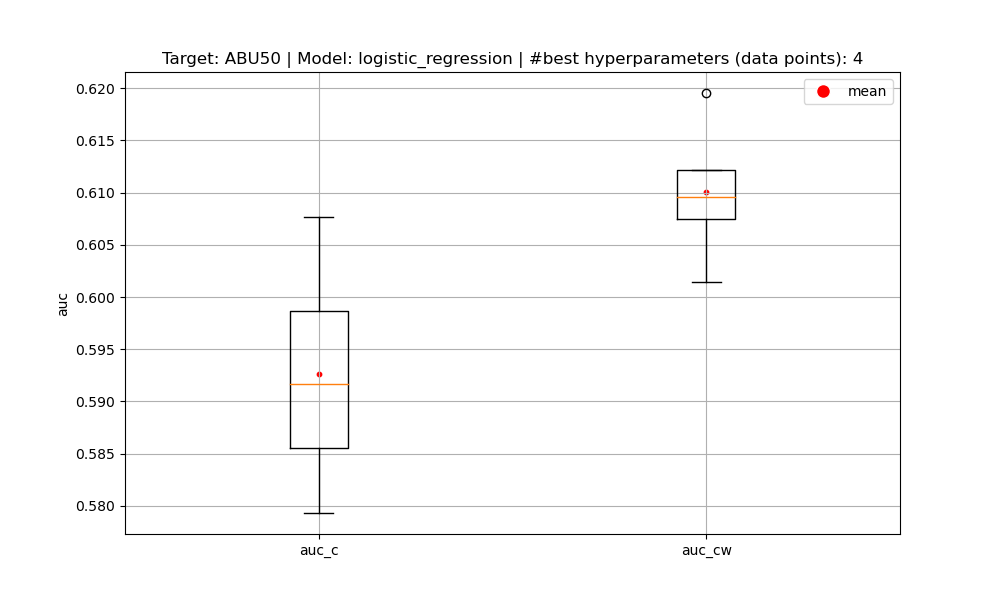 Target: ABU50 | Model: logistic_regression | #best hyperparameters (data points): 4
mean
0.620
0.615
0.610
0.605
0.600
0.595
0.590
0.585
0.580
auc
auc_c
auc_cw